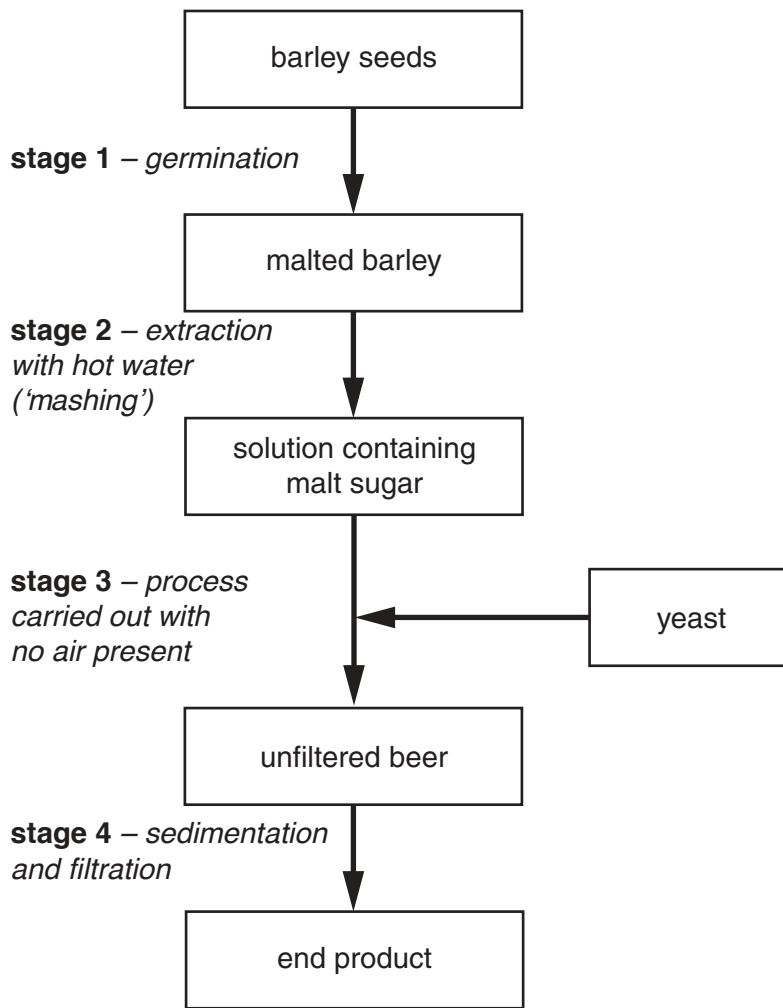 barley seeds
stage 1 – germination
malted barley
stage 2 – extraction
with hot water
(‘mashing’)
solution containing
malt sugar
stage 3 – process
carried out with
no air present
yeast
unfiltered beer
stage 4 – sedimentation
and filtration
end product